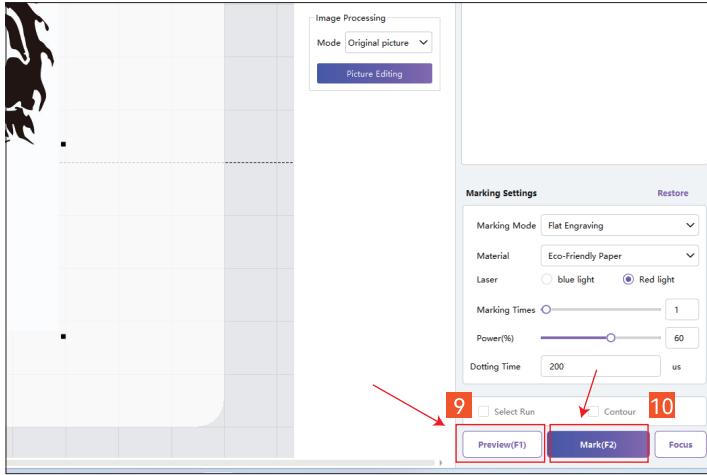 Image Processing
Mode Original picture
Picture Editing
Marking Settings Restore
Marking Mode Flat Engraving
Material Eco-Friendly Paper
Laser blue light Red light
Marking Times 1
Power(%) 60
Dotting Time 200 us
9 Select Run Contour 10
Preview(F1) Mark(F2) Focus